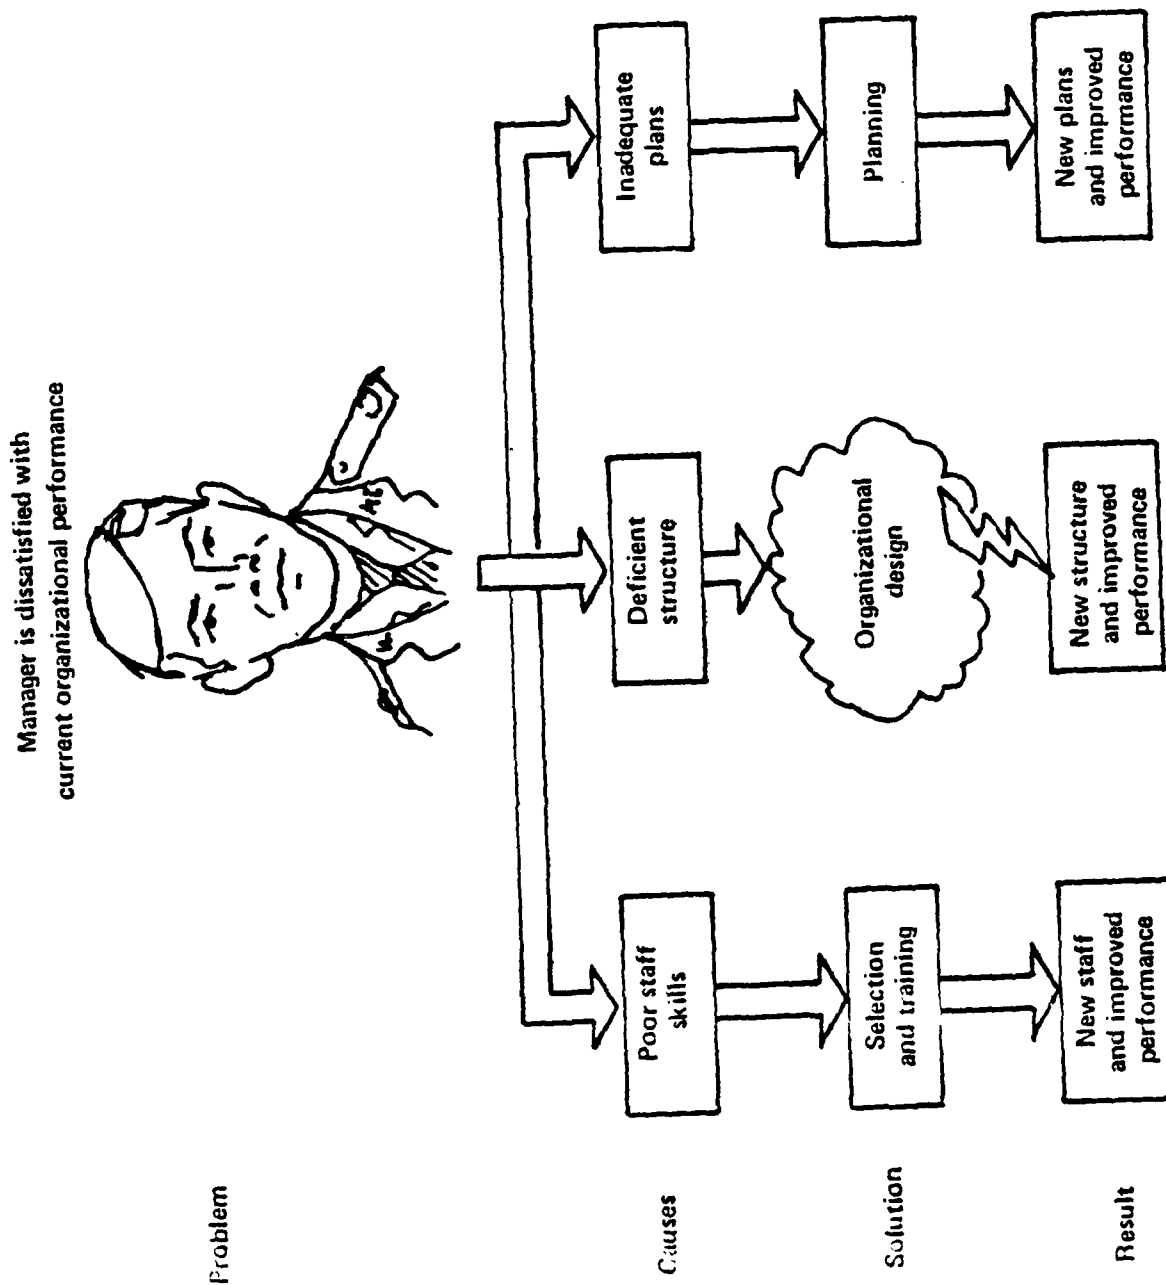 Manager is dissatisfied with
current organizational performance
Problem
Causes
Poor staff
skills
Deficient
structure
Inadequate
plans
Solution
Selection
and training
Organizational
design
Planning
Result
New staff
and improved
performance
New structure
and improved
performance
New plans
and improved
performance